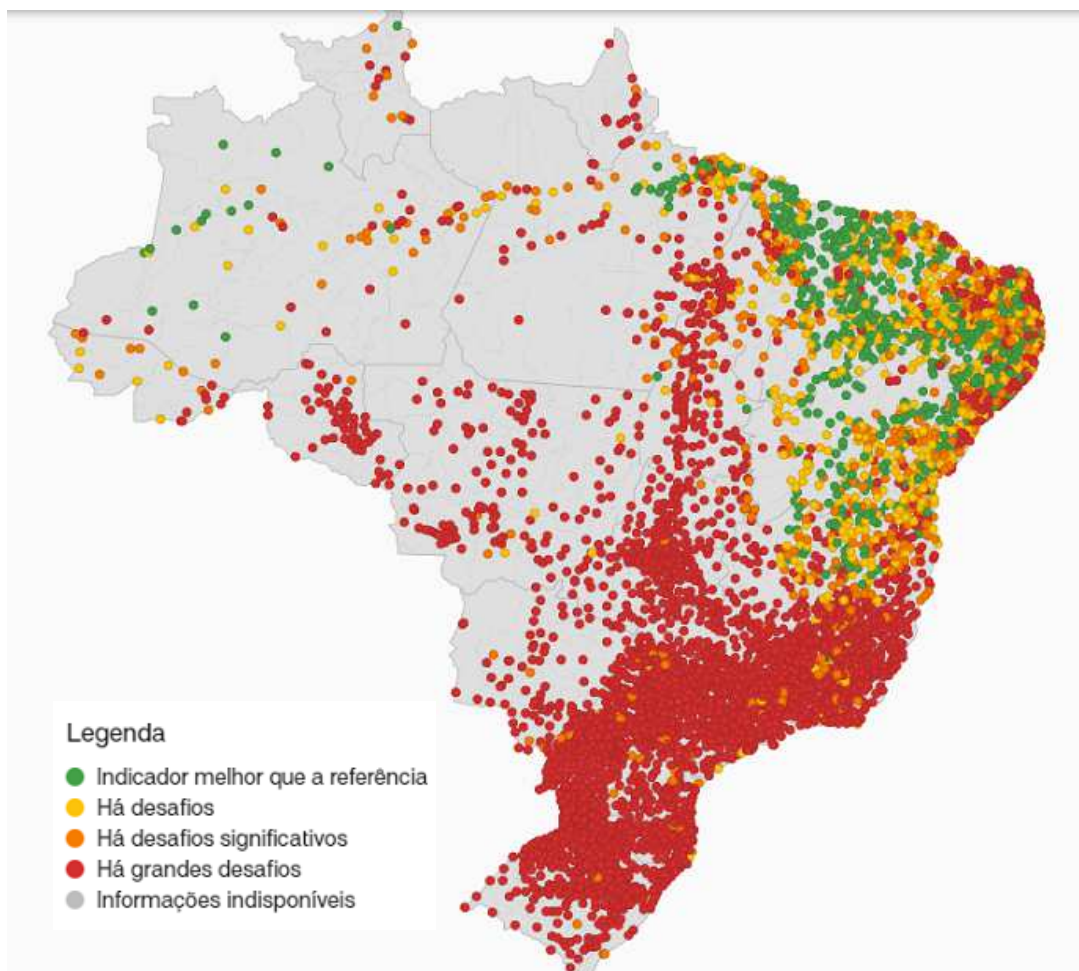 Legenda
Indicador melhor que a referência
Há desafios
Há desafios significativos
Há grandes desafios
Informações indisponíveis